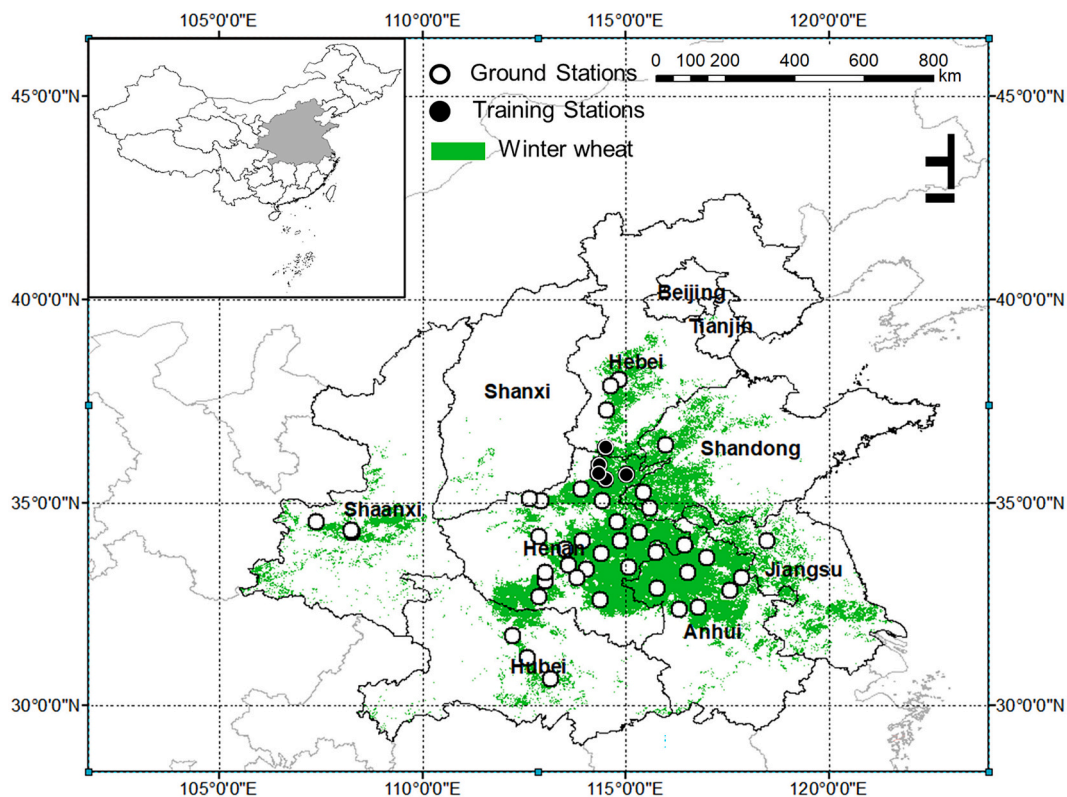 105°0'0"E 110°0'0"E 115°0'0"E 120°0'0"E
Ground Stations
0 100 200 400 600 800
km
Training Stations
45°0'0"N 45°0'0"N
Winter wheat
Beijing
40°0'0"N 40°0'0"N
Tianjin
Hebei
Shanxi
Shandong
35°0'0"N 35°0'0"N
Shaanxi
Henan
Jiangsu
Anhui
Hubei
30°0'0"N 30°0'0"N
105°0'0"E 110°0'0"E 115°0'0"E 120°0'0"E